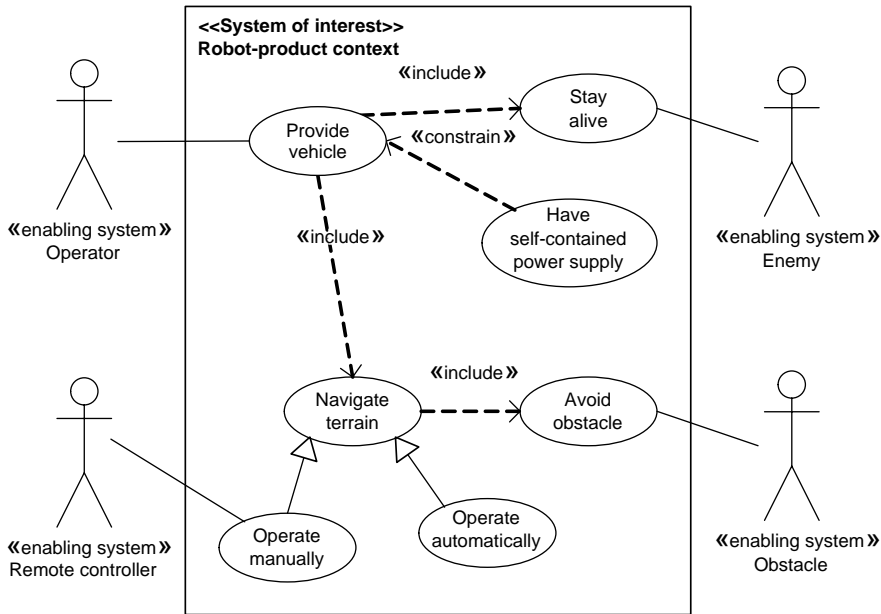 <<System of interest>>
Robot-product context
«include»
Stay
alive
Provide
vehicle
«constrain»
Have
self-contained
power supply
«enabling system»
Operator
«include»
«enabling system»
Enemy
Navigate
terrain
«include»
Avoid
obstacle
Operate
manually
Operate
automatically
«enabling system»
Remote controller
«enabling system»
Obstacle